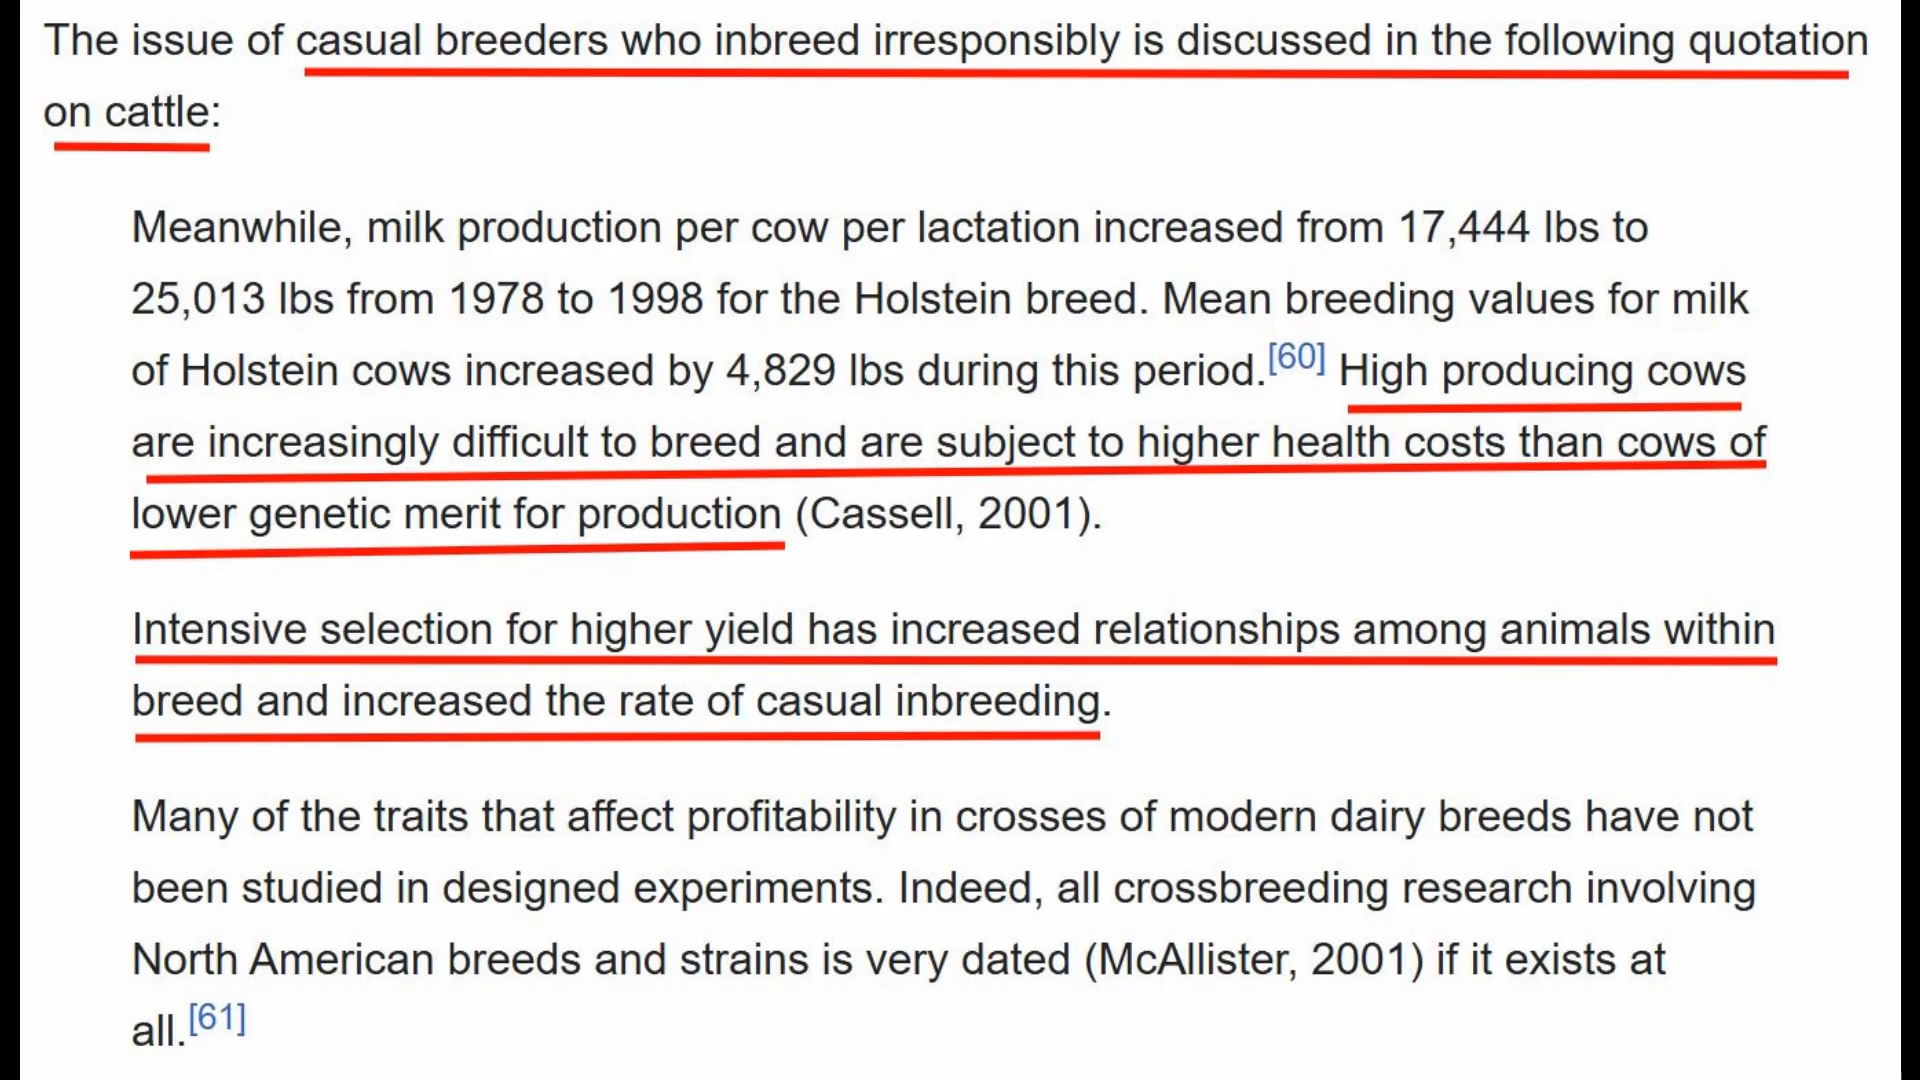 The issue of casual breeders who inbreed irresponsibly is discussed in the following quotation
on cattle:
Meanwhile, milk production per cow per lactation increased from 17,444 lbs to
25,013 lbs from 1978 to 1998 for the Holstein breed. Mean breeding values for milk
of Holstein cows increased by 4,829 lbs during this period.[60] High producing cows
are increasingly difficult to breed and are subject to higher health costs than cows of
lower genetic merit for production (Cassell, 2001).
Intensive selection for higher yield has increased relationships among animals within
breed and increased the rate of casual inbreeding.
Many of the traits that affect profitability in crosses of modern dairy breeds have not
been studied in designed experiments. Indeed, all crossbreeding research involving
North American breeds and strains is very dated (McAllister, 2001) if it exists at
all.[61]